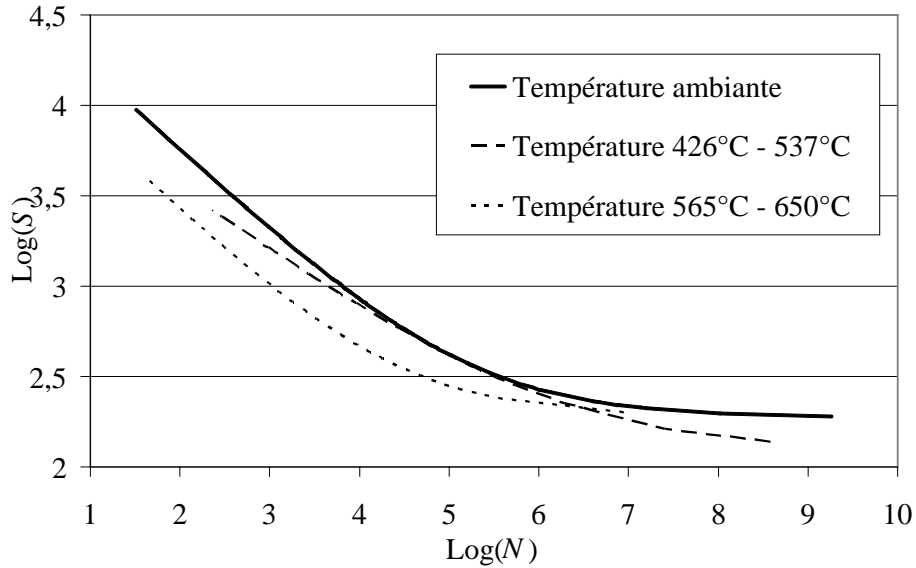 4,5
4
3,5
3
2,5
2
Log(S)
Température ambiante
Température 426°C - 537°C
Température 565°C - 650°C
1 2 3 4 5 6 7 8 9 10
Log(N)